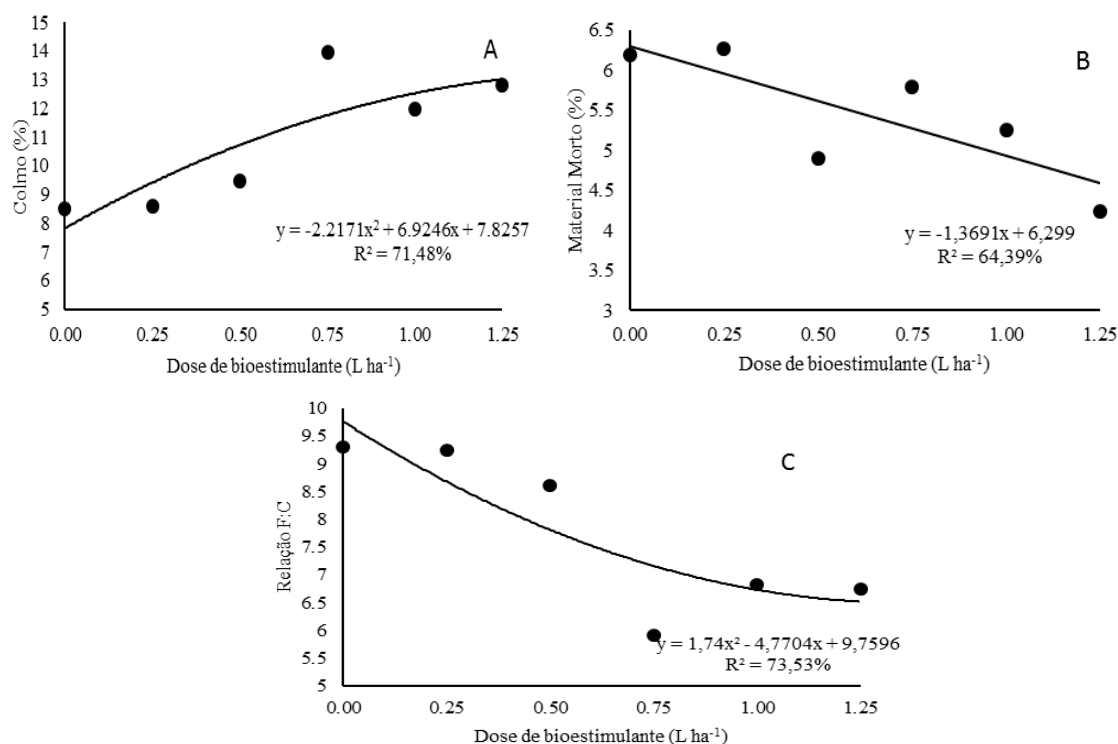 A
Colmo (%)
15
14
13
12
11
10
9
8
7
6
5
y = -2.2171x² + 6.9246x + 7.8257
R² = 71,48%
0.00 0.25 0.50 0.75 1.00 1.25
Dose de bioestimulante (L ha⁻¹)
B
Material Morto (%)
6.5
6
5.5
5
4.5
4
3.5
3
y = -1,3691x + 6,299
R² = 64,39%
0.00 0.25 0.50 0.75 1.00 1.25
Dose de bioestimulante (L ha⁻¹)
C
Relação F:C
10
9.5
9
8.5
8
7.5
7
6.5
6
5.5
5
y = 1,74x² - 4,7704x + 9,7596
R² = 73,53%
0.00 0.25 0.50 0.75 1.00 1.25
Dose de bioestimulante (L ha⁻¹)